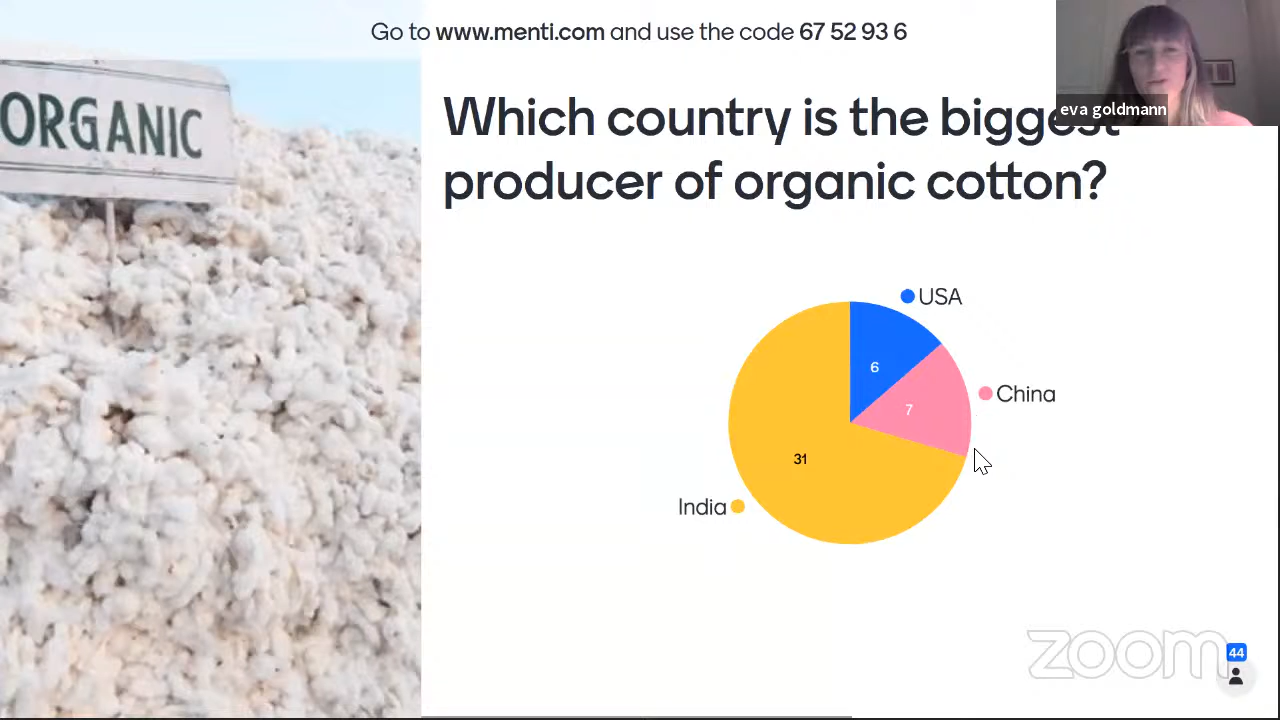 Go to www.menti.com and use the code 67 52 93 6
ORGANIC
eva goldmann
Which country is the biggest
producer of organic cotton?
USA
6
China
7
31
India
zoom
44